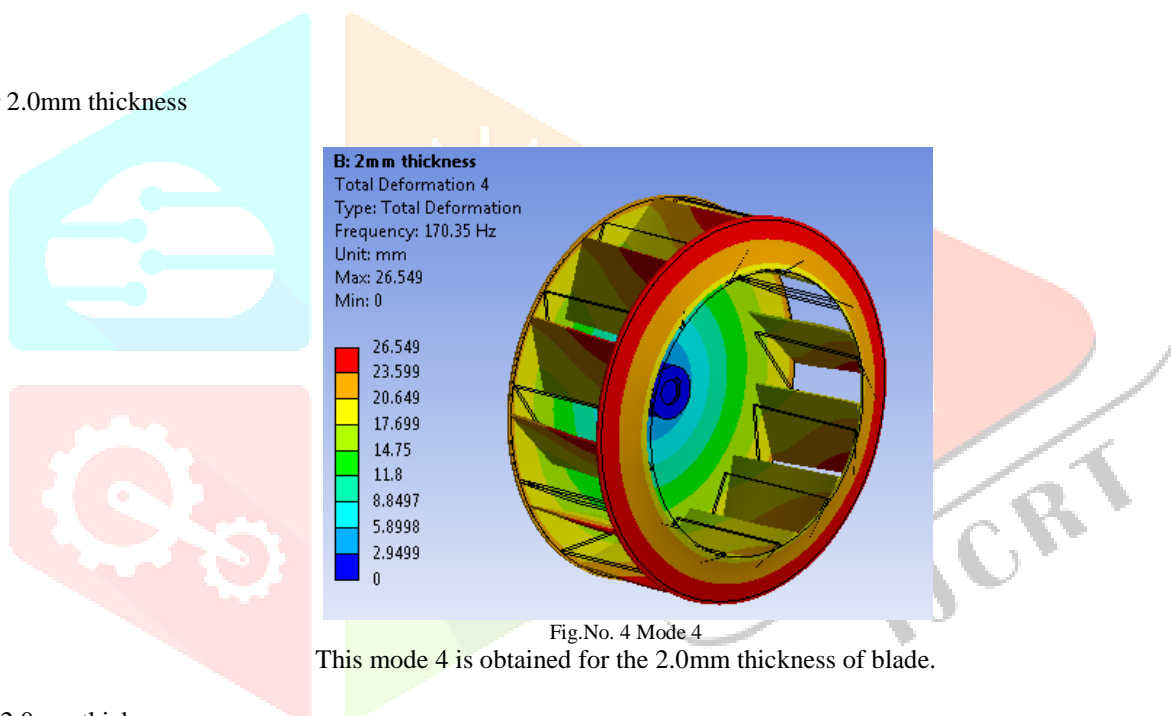 2.0mm thickness
B: 2mm thickness
Total Deformation 4
Type: Total Deformation
Frequency: 170.35 Hz
Unit: mm
Max: 26.549
Min: 0
26.549
23.599
20.649
17.699
14.75
11.8
8.8497
5.8998
2.9499
0
IJCRT
Fig.No. 4 Mode 4
This mode 4 is obtained for the 2.0mm thickness of blade.